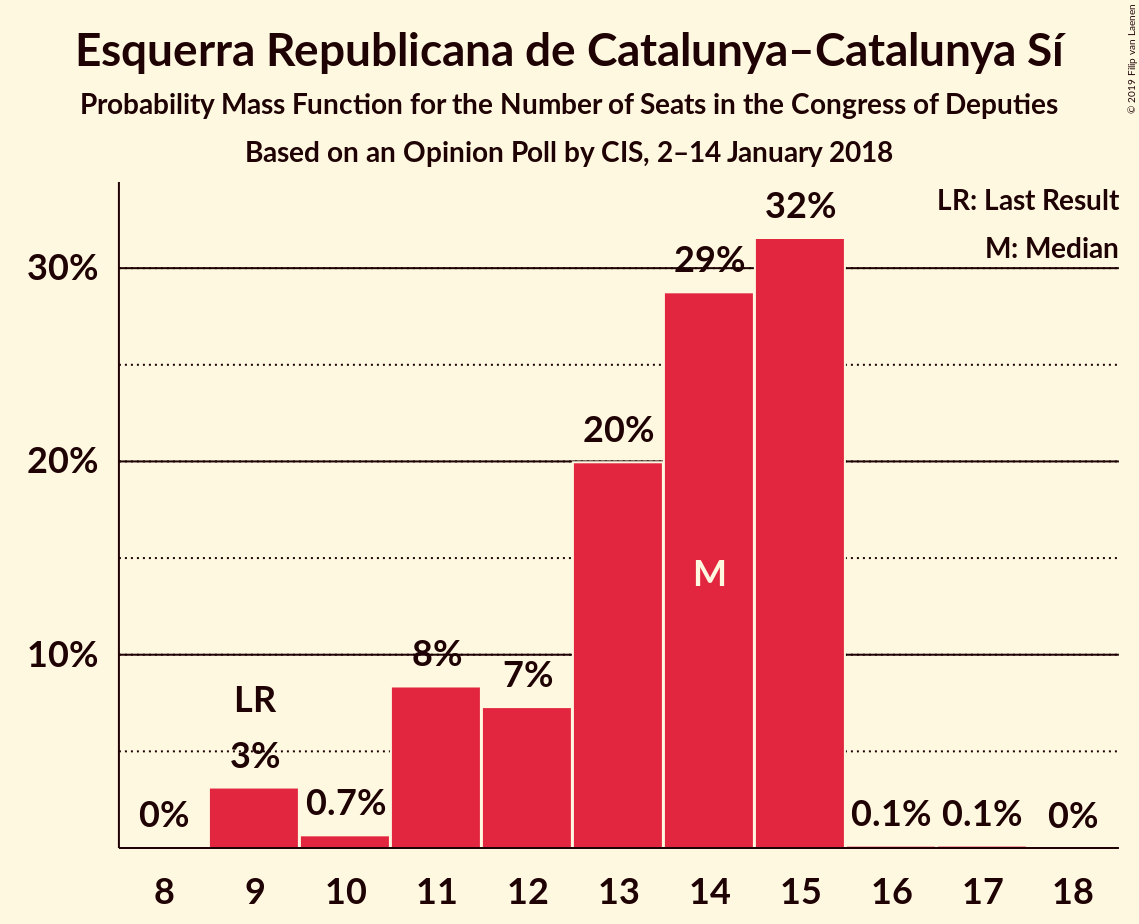 Esquerra Republicana de Catalunya–Catalunya Sí
Probability Mass Function for the Number of Seats in the Congress of Deputies
Based on an Opinion Poll by CIS, 2–14 January 2018
© 2019 Filip van Laenen
LR: Last Result
M: Median
30%
20%
10%
0%
LR
3%
0.7%
8%
7%
20%
29%
M
32%
0.1%
0.1%
0%
8 9 10 11 12 13 14 15 16 17 18